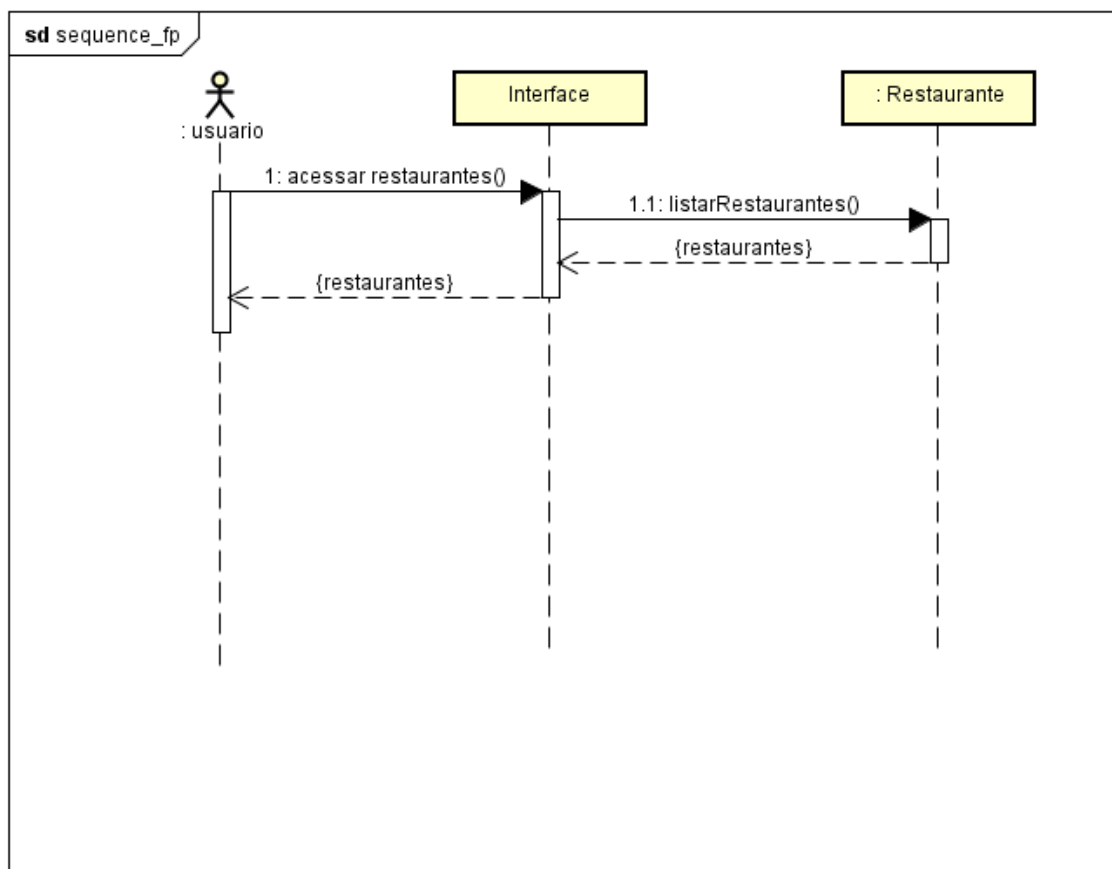 sd sequence_fp
: usuario
Interface
: Restaurante
1: acessar restaurantes()
1.1: listarRestaurantes()
{restaurantes}
{restaurantes}